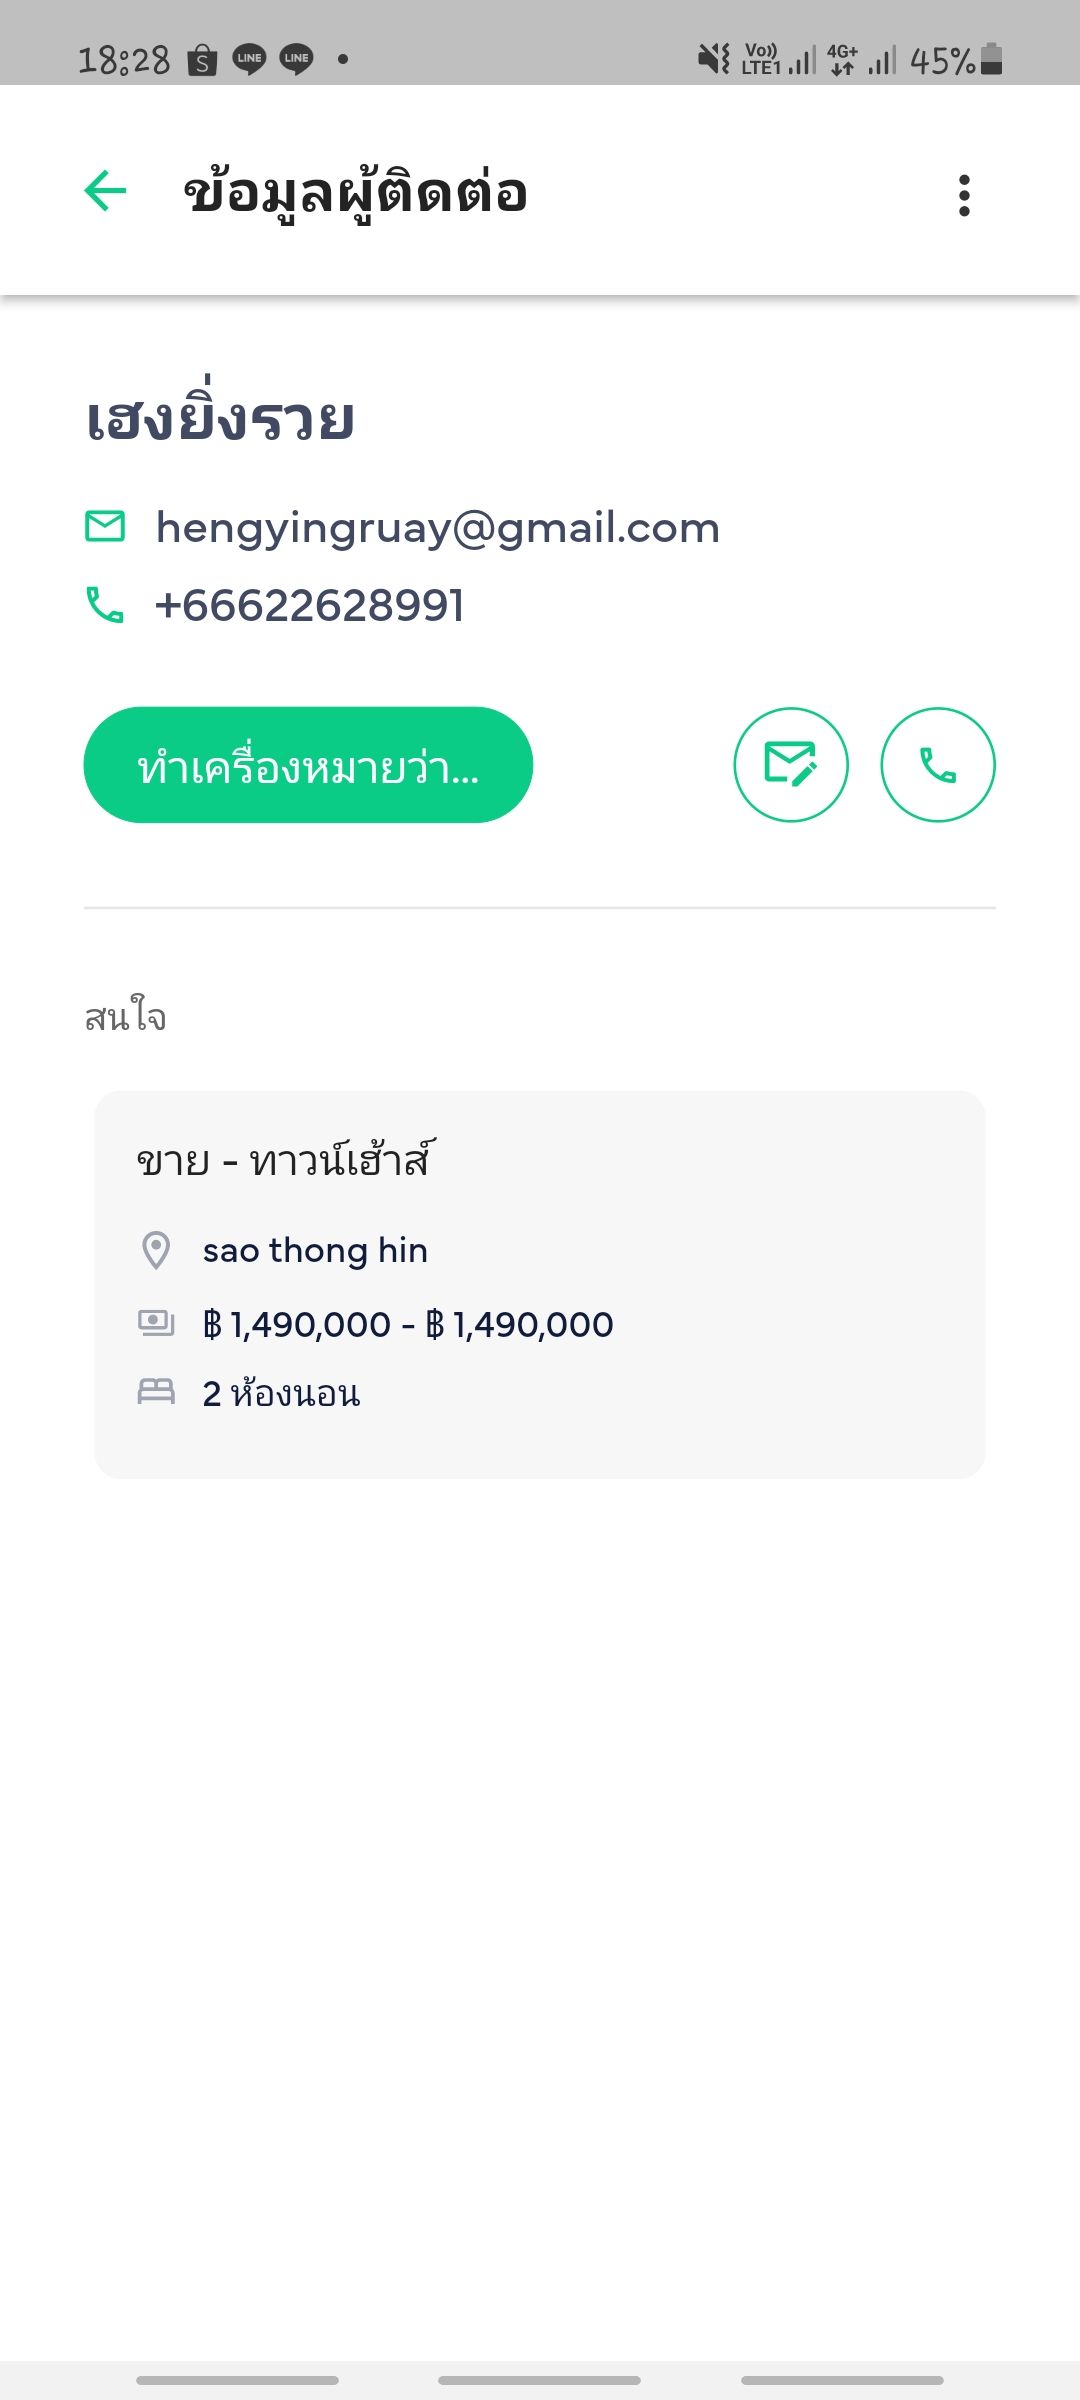 18:28 S LINE LINE Vo)) LTE1 4G+ 45%
ข้อมูลผู้ติดต่อ
เฮงยิ่งรวย
hengyingruay@gmail.com
+66622628991
ทำเครื่องหมายว่า...
สนใจ
ขาย - ทาวน์เฮ้าส์
sao thong hin
฿ 1,490,000 - ฿ 1,490,000
2 ห้องนอน